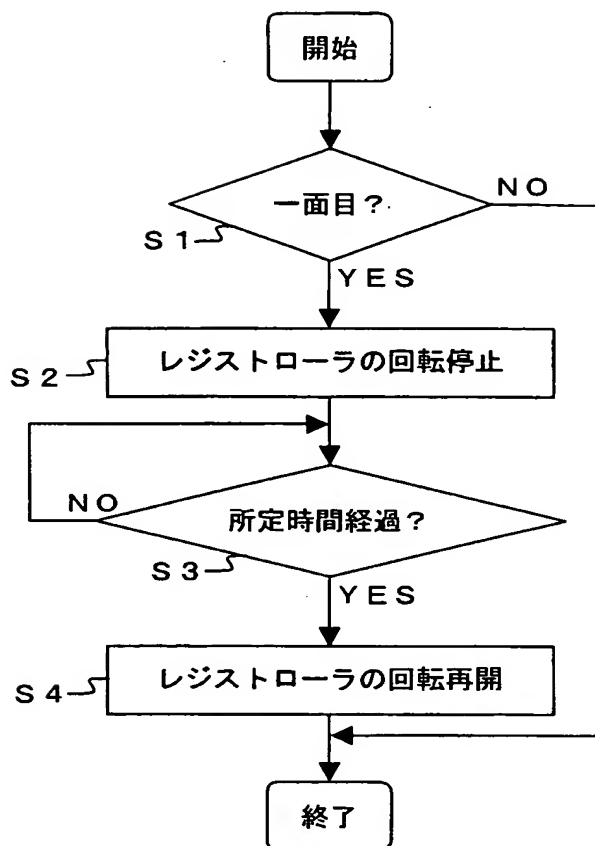 開始
一面目？
NO
S1
YES
レジストローラの回転停止
S2
NO
所定時間経過？
S3
YES
レジストローラの回転再開
S4
終了